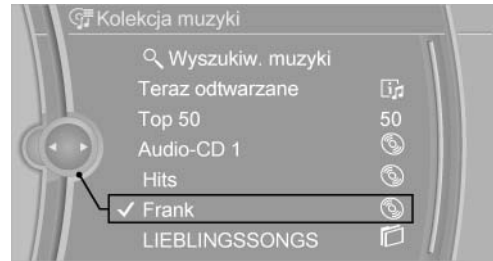 Kolekcja muzyki
Wyszukiw. muzyki
Teraz odtwarzane
Top 50 50
Audio-CD 1
Hits
Frank
LIEBLINGSSONGS